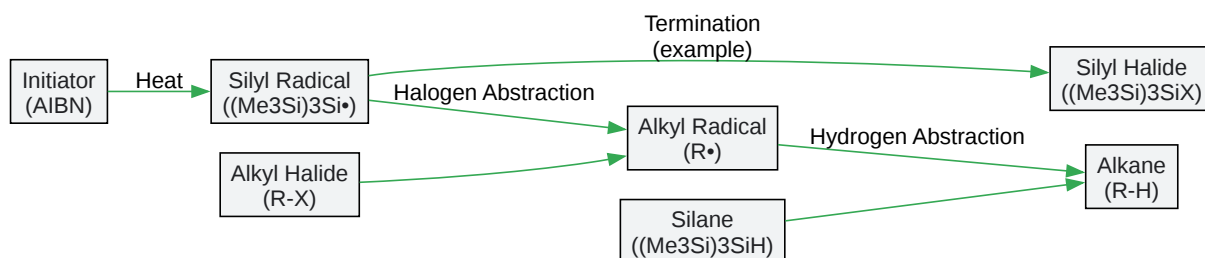 Initiator
(AIBN)
Heat
Silyl Radical
((Me3Si)3Si•)
Termination
(example)
Silyl Halide
((Me3Si)3SiX)
Halogen Abstraction
Alkyl Halide
(R-X)
Alkyl Radical
(R•)
Hydrogen Abstraction
Silane
((Me3Si)3SiH)
Alkane
(R-H)